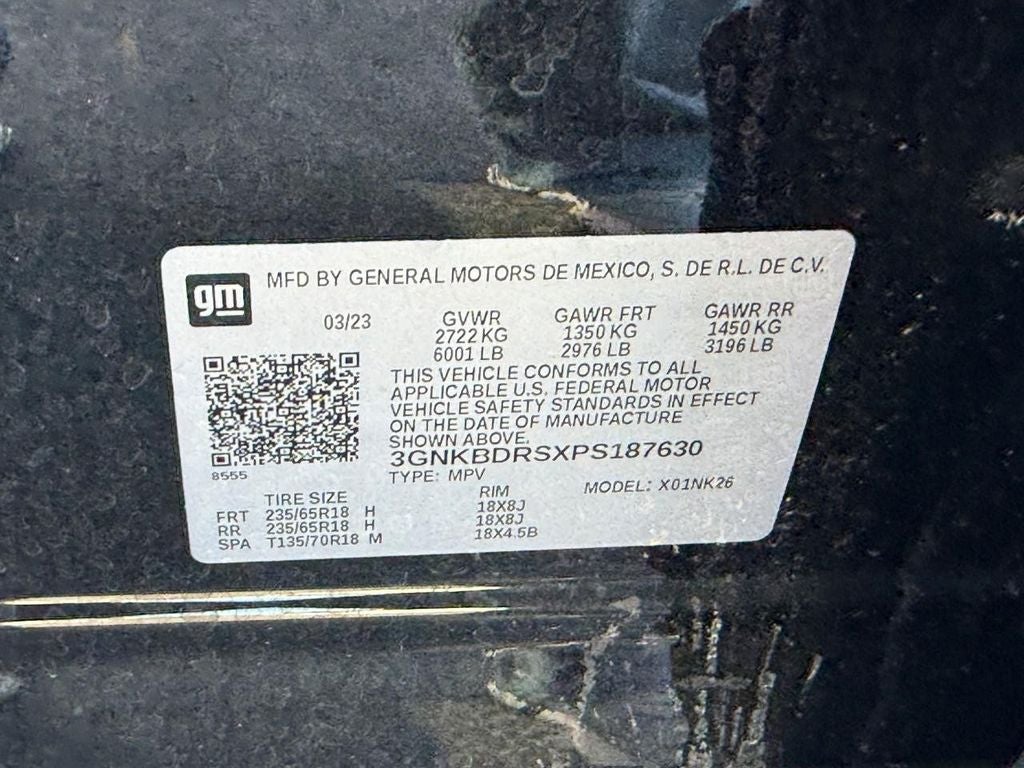 gm
MFD BY GENERAL MOTORS DE MEXICO, S. DE R.L. DE C.V.
03/23
GVWR GAWR FRT GAWR RR
2722 KG 1350 KG 1450 KG
6001 LB 2976 LB 3196 LB
THIS VEHICLE CONFORMS TO ALL
APPLICABLE U.S. FEDERAL MOTOR
VEHICLE SAFETY STANDARDS IN EFFECT
ON THE DATE OF MANUFACTURE
SHOWN ABOVE.
3GNKBDRSXPS187630
8555
TYPE: MPV MODEL: X01NK26
TIRE SIZE RIM
FRT 235/65R18 H 18X8J
RR 235/65R18 H 18X8J
SPA T135/70R18 M 18X4.5B